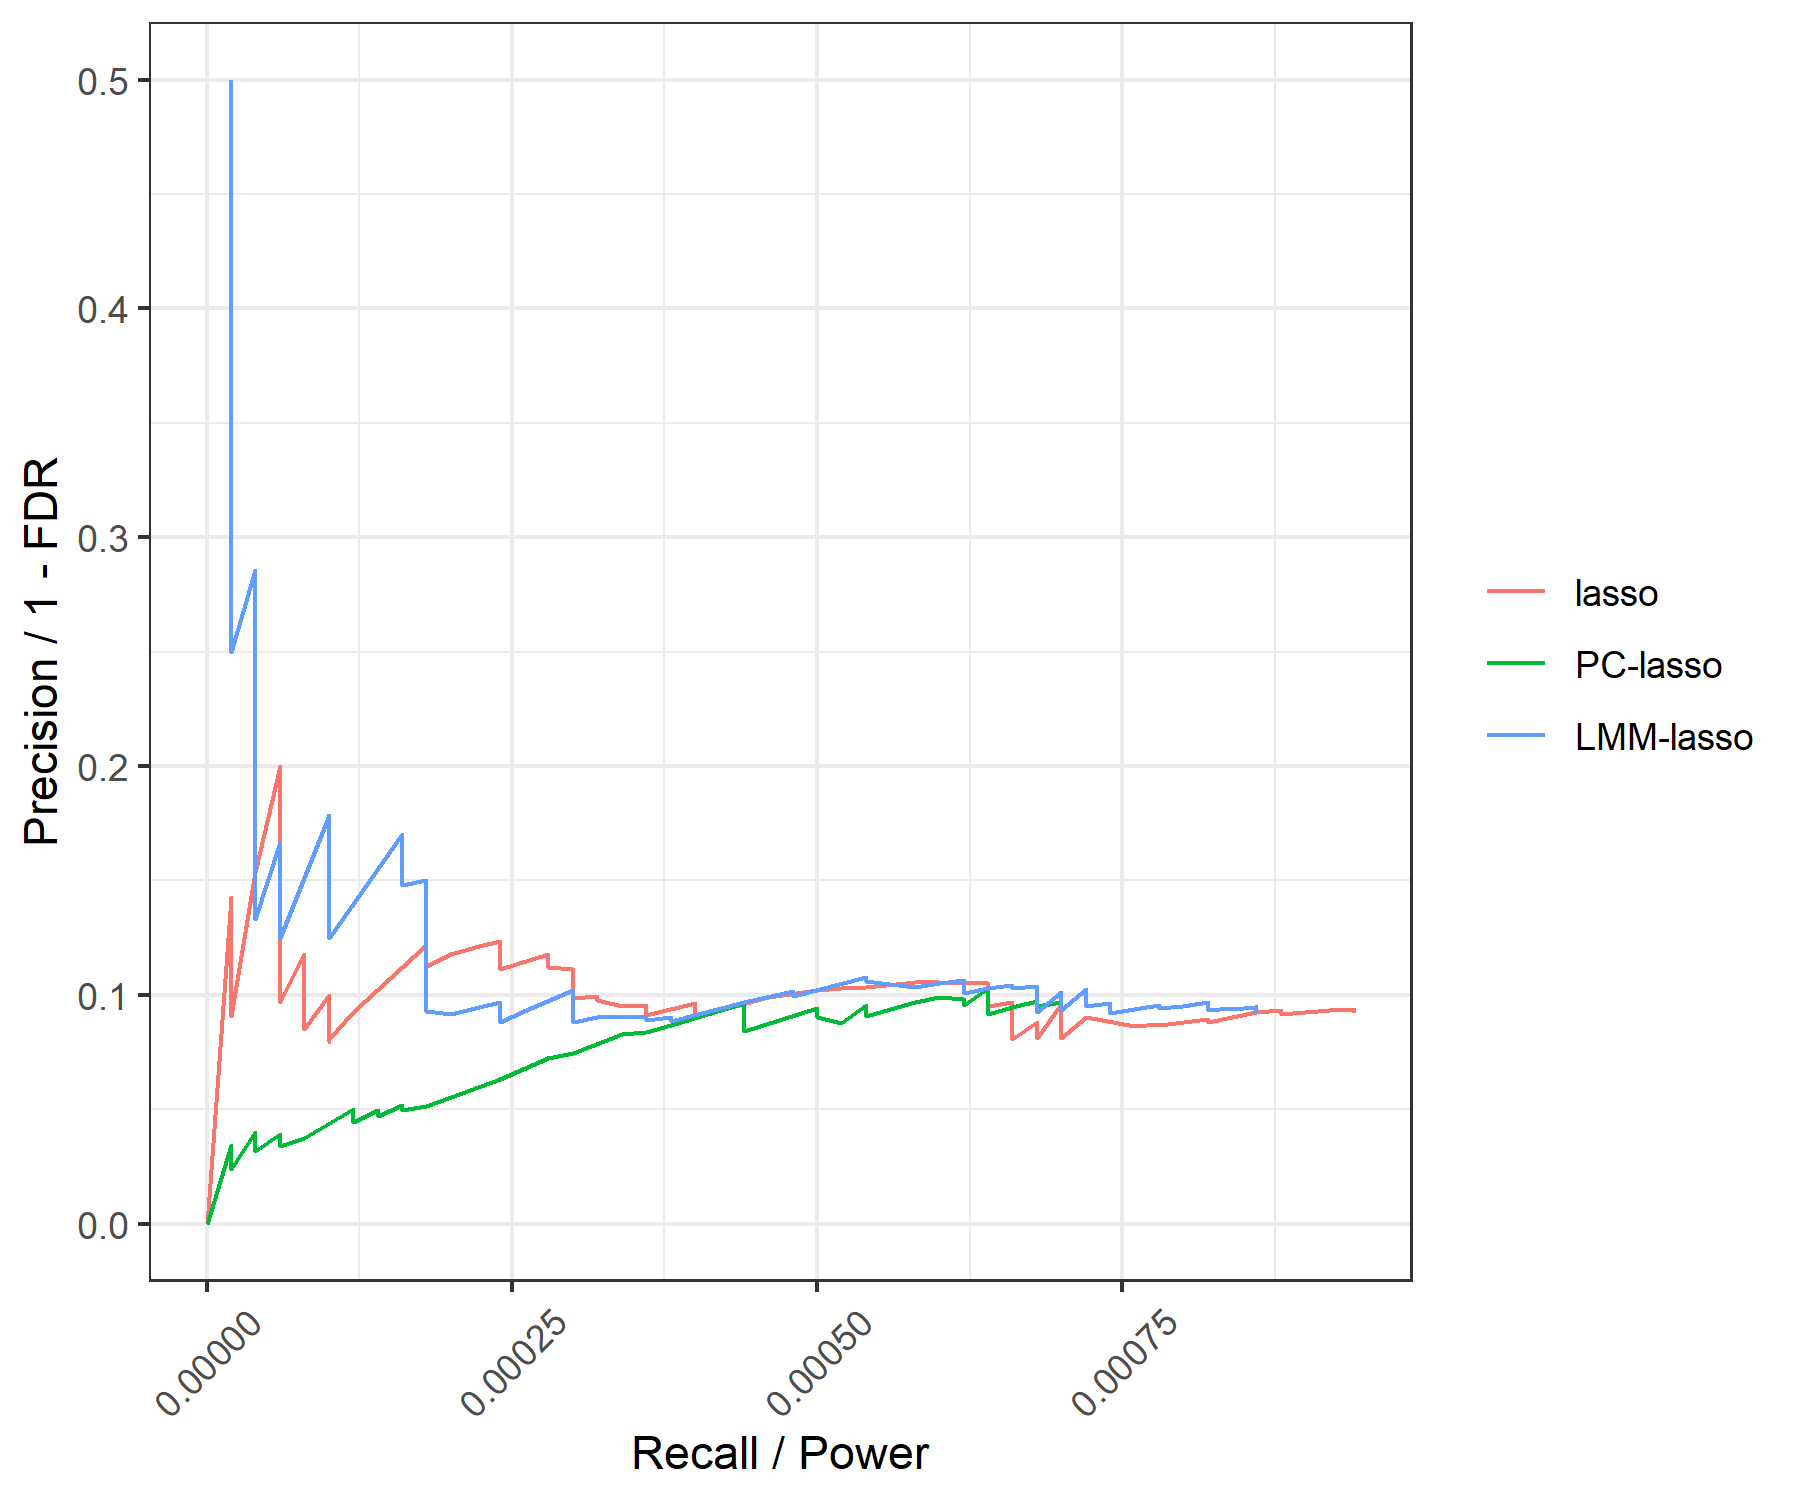 0.5
0.4
0.3
0.2
0.1
0.0
Precision / 1 - FDR
0.00000
0.00025
0.00050
0.00075
Recall / Power
lasso
PC-lasso
LMM-lasso